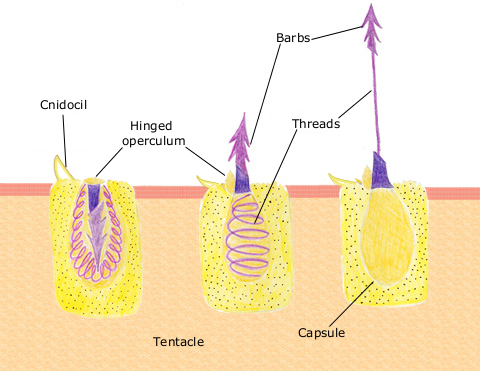 Barbs
Cnidocil
Hinged
operculum
Threads
Capsule
Tentacle